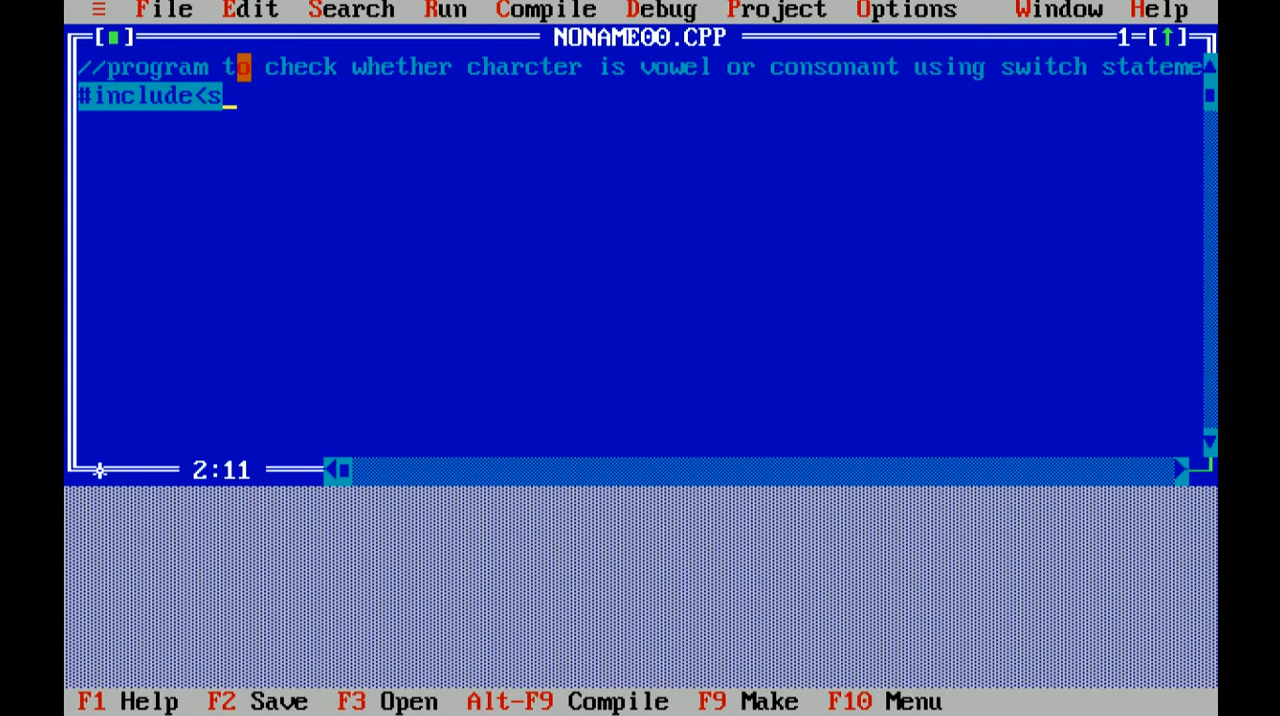 ≡ File Edit Search Run Compile Debug Project Options Window Help
[■] NONAME00.CPP 1=[↑]
//program to check whether charcter is vowel or consonant using switch stateme
#include<s_
2:11
F1 Help F2 Save F3 Open Alt-F9 Compile F9 Make F10 Menu